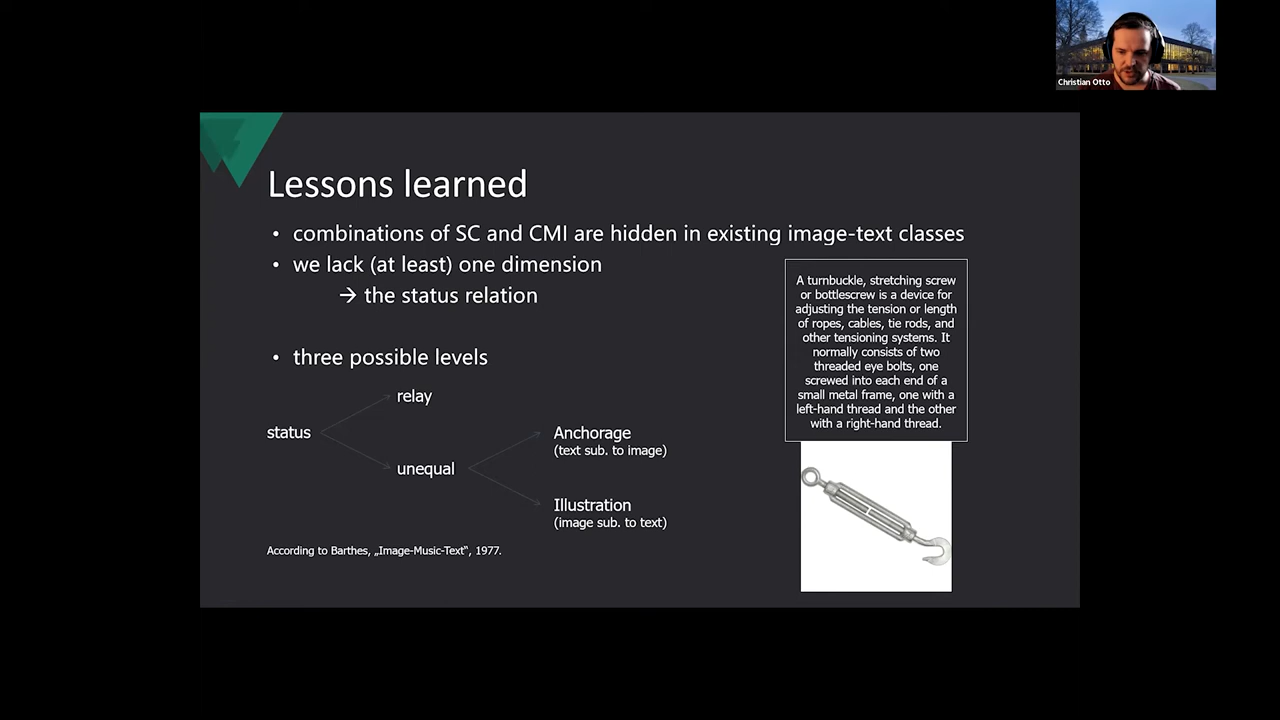 Christian Otto
Lessons learned
• combinations of SC and CMI are hidden in existing image-text classes
• we lack (at least) one dimension
→ the status relation
• three possible levels
status
relay
unequal
Anchorage
(text sub. to image)
Illustration
(image sub. to text)
According to Barthes, „Image-Music-Text“, 1977.
A turnbuckle, stretching screw
or bottlescrew is a device for
adjusting the tension or length
of ropes, cables, tie rods, and
other tensioning systems. It
normally consists of two
threaded eye bolts, one
screwed into each end of a
small metal frame, one with a
left-hand thread and the other
with a right-hand thread.